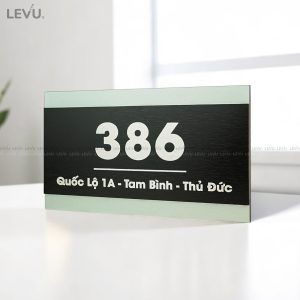 LEVU.
386
Quốc Lộ 1A - Tam Bình - Thủ Đức